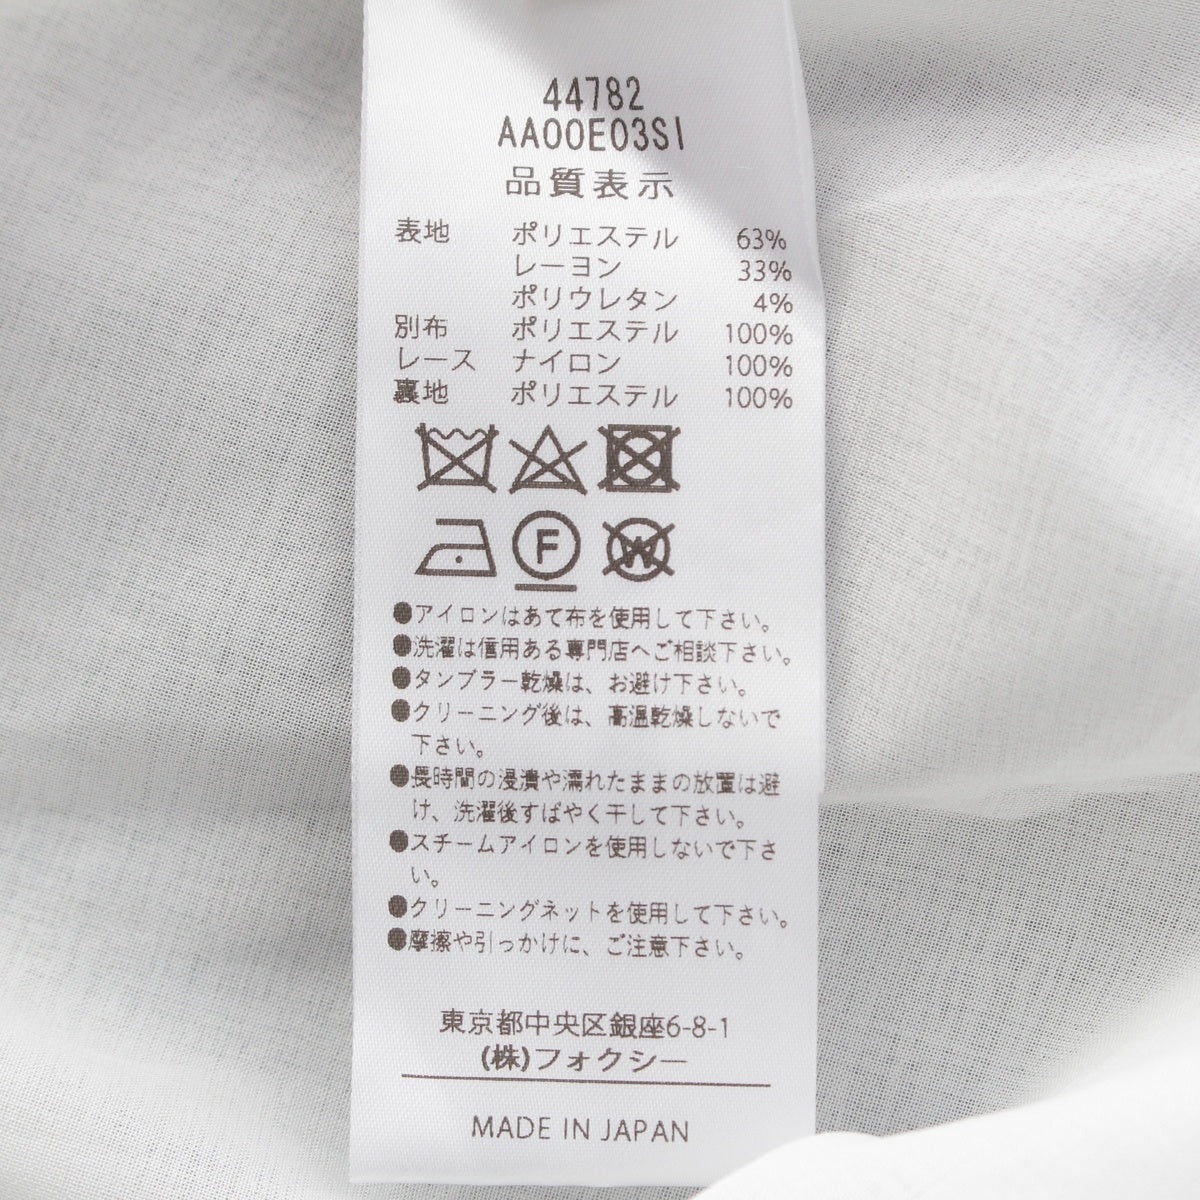 44782
AA00E03SI
品質表示
表地 ポリエステル 63%
レーヨン 33%
ポリウレタン 4%
別布 ポリエステル 100%
レース ナイロン 100%
裏地 ポリエステル 100%
F
W
●アイロンはあて布を使用して下さい。
●洗濯は信用ある専門店へご相談下さい。
●タンブラー乾燥は、お避け下さい。
●クリーニング後は、高温乾燥しないで
下さい。
●長時間の浸漬や濡れたままの放置は避
け、洗濯後すばやく干して下さい。
●スチームアイロンを使用しないで下さ
い。
●クリーニングネットを使用して下さい。
●摩擦や引っかけに、ご注意下さい。
東京都中央区銀座6-8-1
(株)フォクシー
MADE IN JAPAN